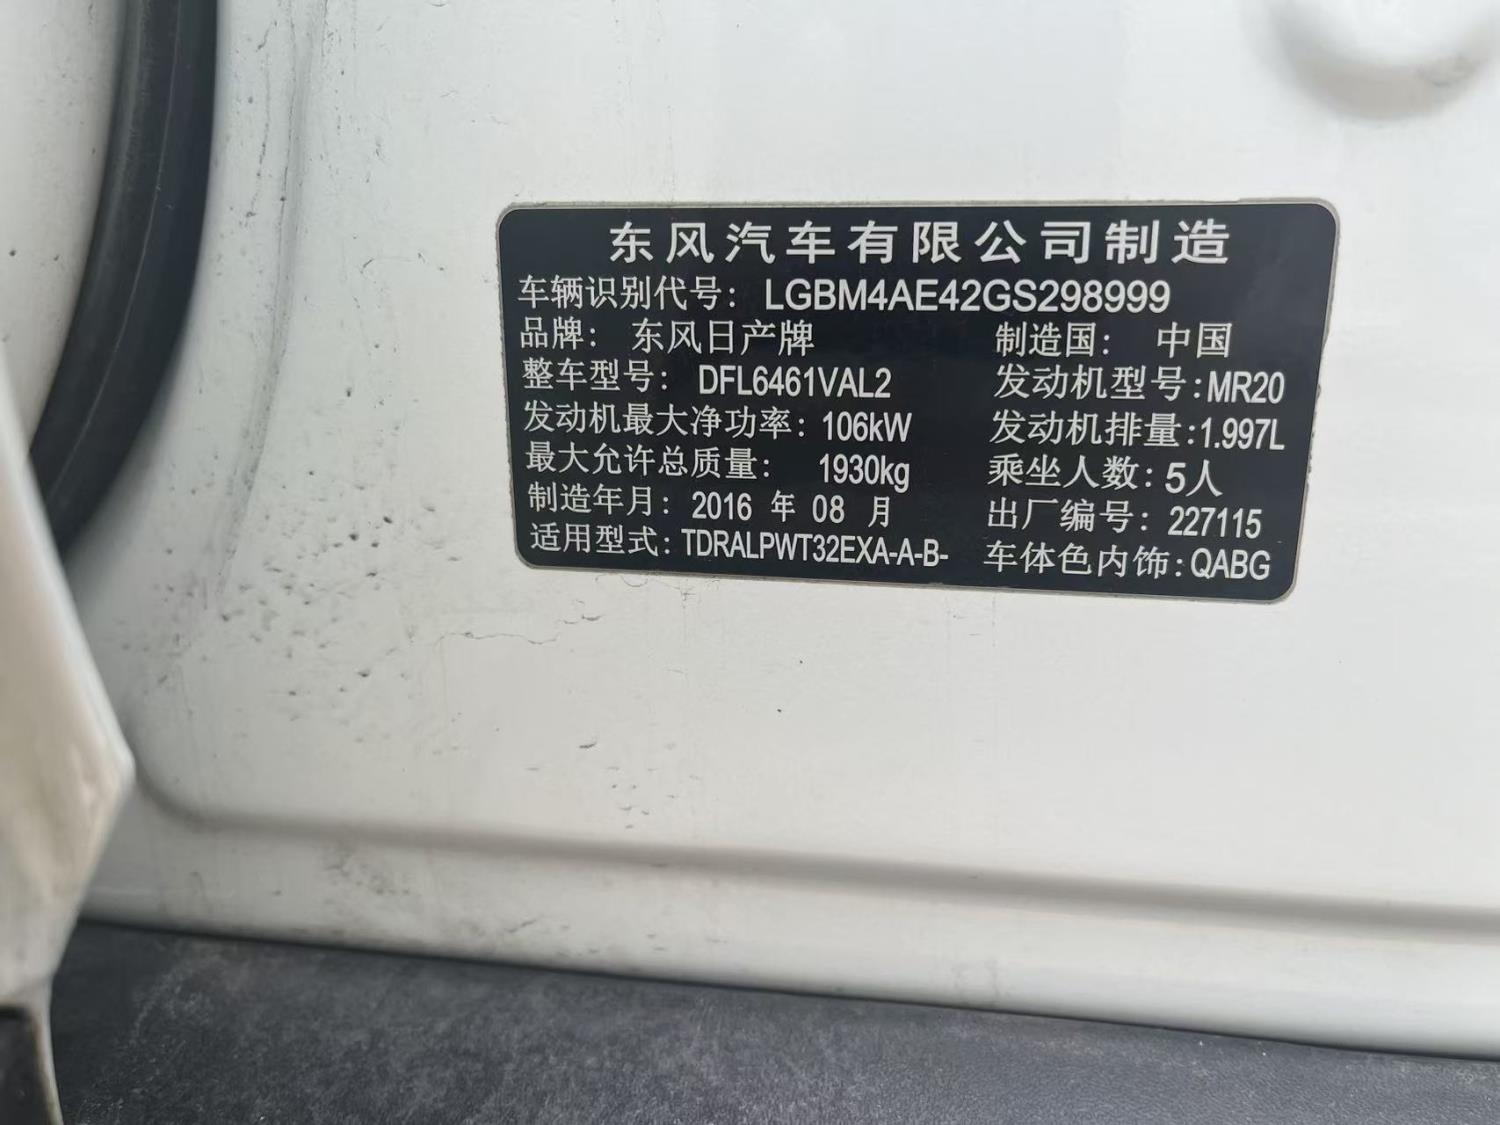 东风汽车有限公司制造
车辆识别代号：LGBM4AE42GS298999
品牌：东风日产牌 制造国：中国
整车型号：DFL6461VAL2 发动机型号：MR20
发动机最大净功率：106kW 发动机排量：1.997L
最大允许总质量：1930kg 乘坐人数：5人
制造年月：2016 年 08 月 出厂编号：227115
适用型式：TDRALPWT32EXA-A-B- 车体色内饰：QABG